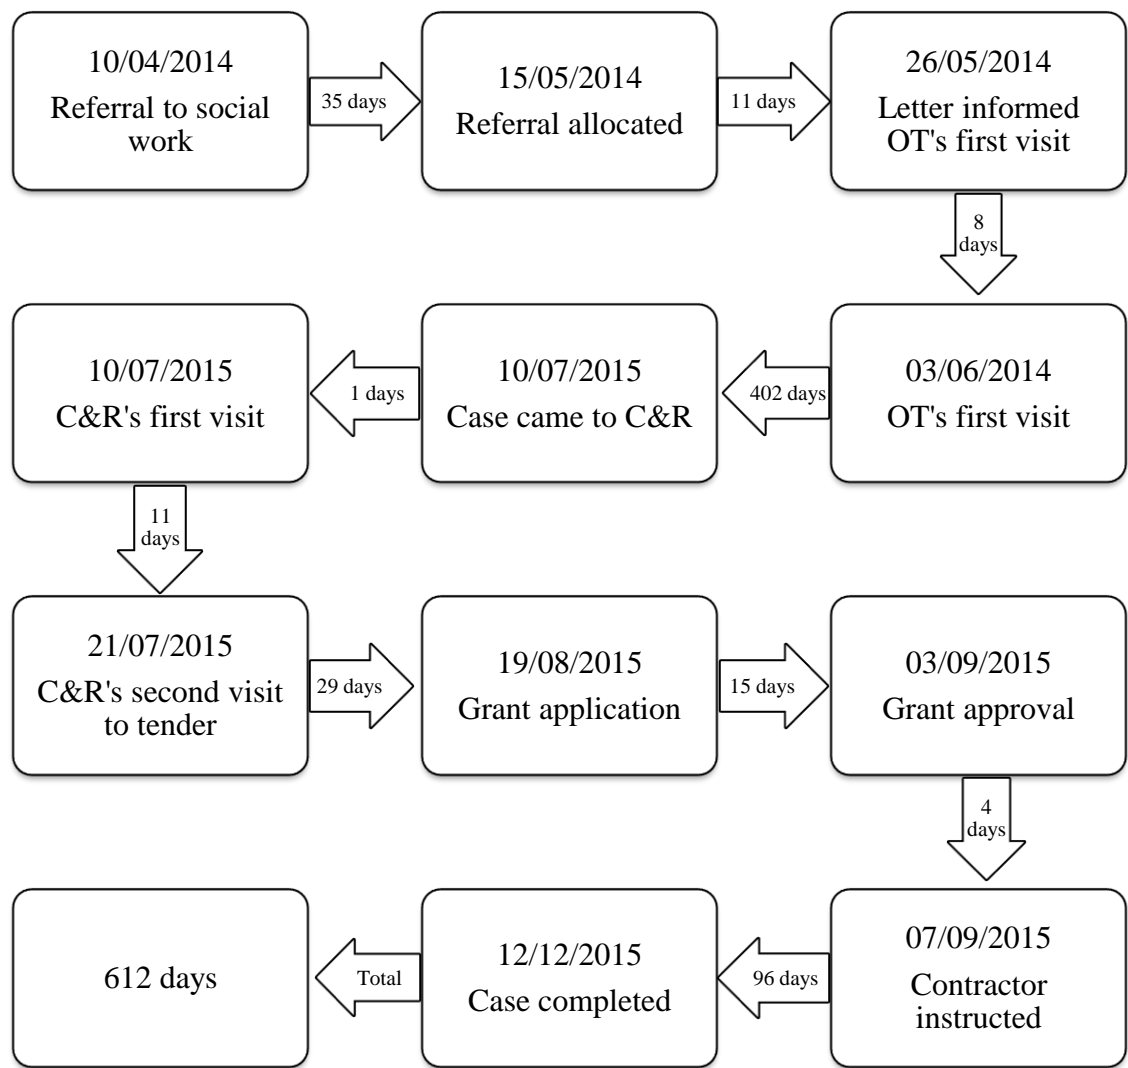 10/04/2014
Referral to social
work
35 days
15/05/2014
Referral allocated
11 days
26/05/2014
Letter informed
OT's first visit
8
days
03/06/2014
OT's first visit
402 days
10/07/2015
Case came to C&R
1 days
10/07/2015
C&R's first visit
11
days
21/07/2015
C&R's second visit
to tender
29 days
19/08/2015
Grant application
15 days
03/09/2015
Grant approval
4
days
07/09/2015
Contractor
instructed
96 days
12/12/2015
Case completed
Total
612 days